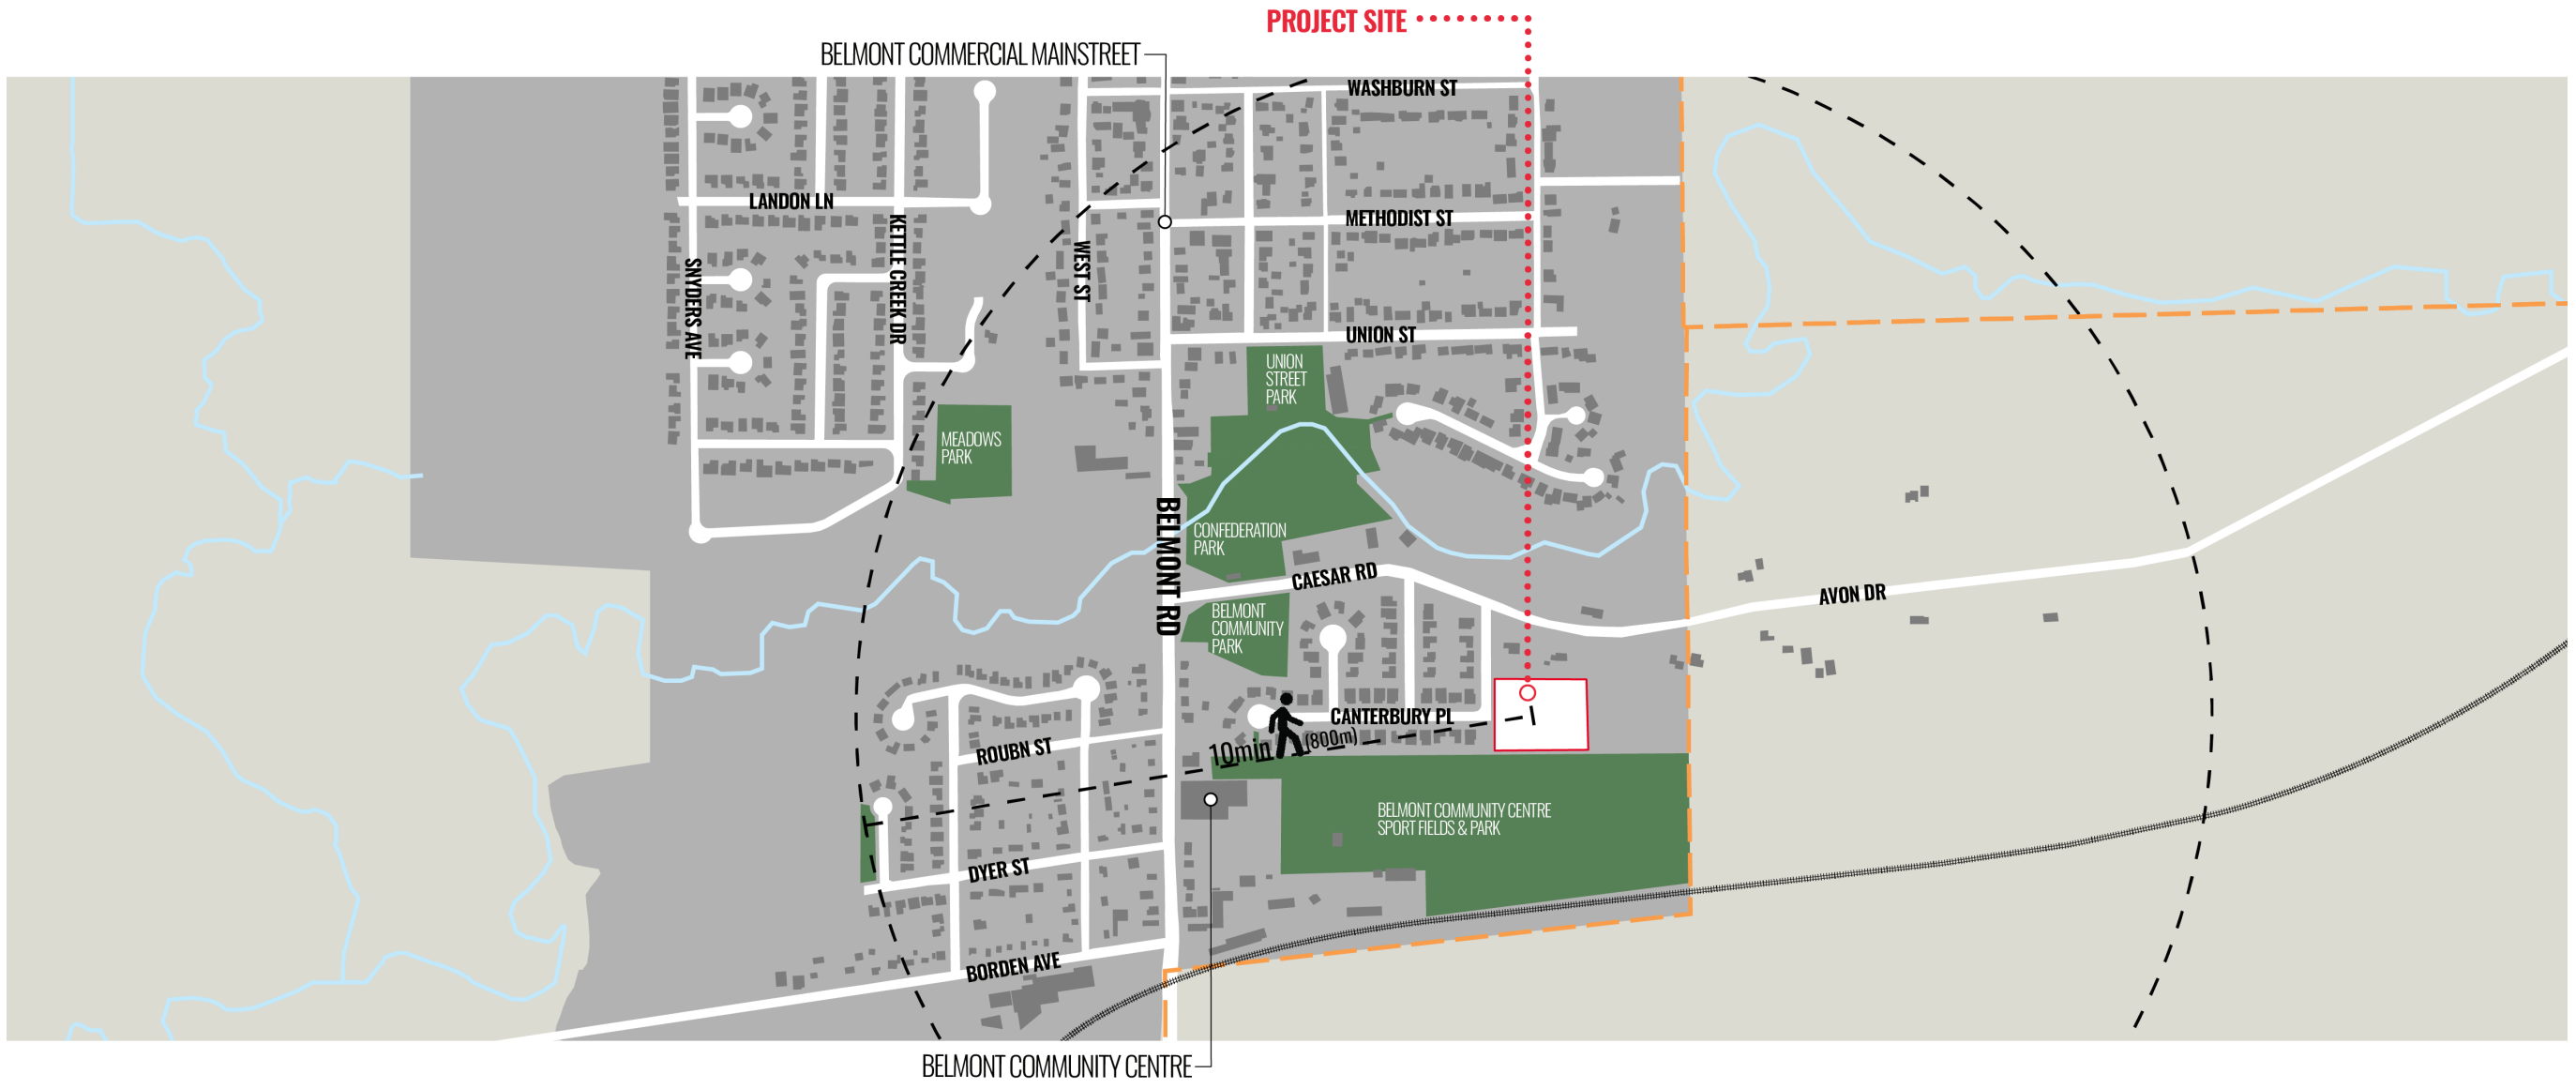 PROJECT SITE
BELMONT COMMERCIAL MAINSTREET
WASHBURN ST
LANDON LN
METHODIST ST
KETTLE CREEK DR
WEST ST
SNYDERS AVE
UNION ST
UNION
STREET
PARK
MEADOWS
PARK
BELMONT RD
CONFEDERATION
PARK
CAESAR RD
AVON DR
BELMONT
COMMUNITY
PARK
CANTERBURY PL
ROUBN ST
10min (800m)
BELMONT COMMUNITY CENTRE
SPORT FIELDS & PARK
DYER ST
BORDEN AVE
BELMONT COMMUNITY CENTRE